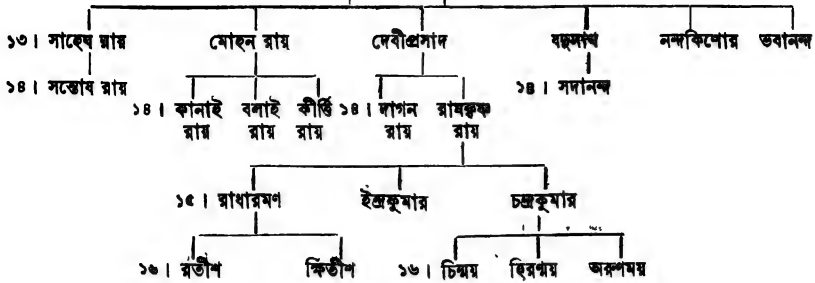 ১৩। সাহেব রায় মোহন রায় দেবীপ্রসাদ যদুনাথ নন্দকিশোর ভবানন্দ
১৪। সন্তোষ রায় ১৪। কানাই রায় বলাই রায় কীর্ত্তি রায় ১৪। দাগন রায় রামকৃষ্ণ রায় ১৪। সদানন্দ
১৫। রাধারমণ ইন্দ্রকুমার চন্দ্রকুমার
১৬। রতীশ ক্ষিতীশ ১৬। চিন্ময় হিরণ্ময় অরুণময়